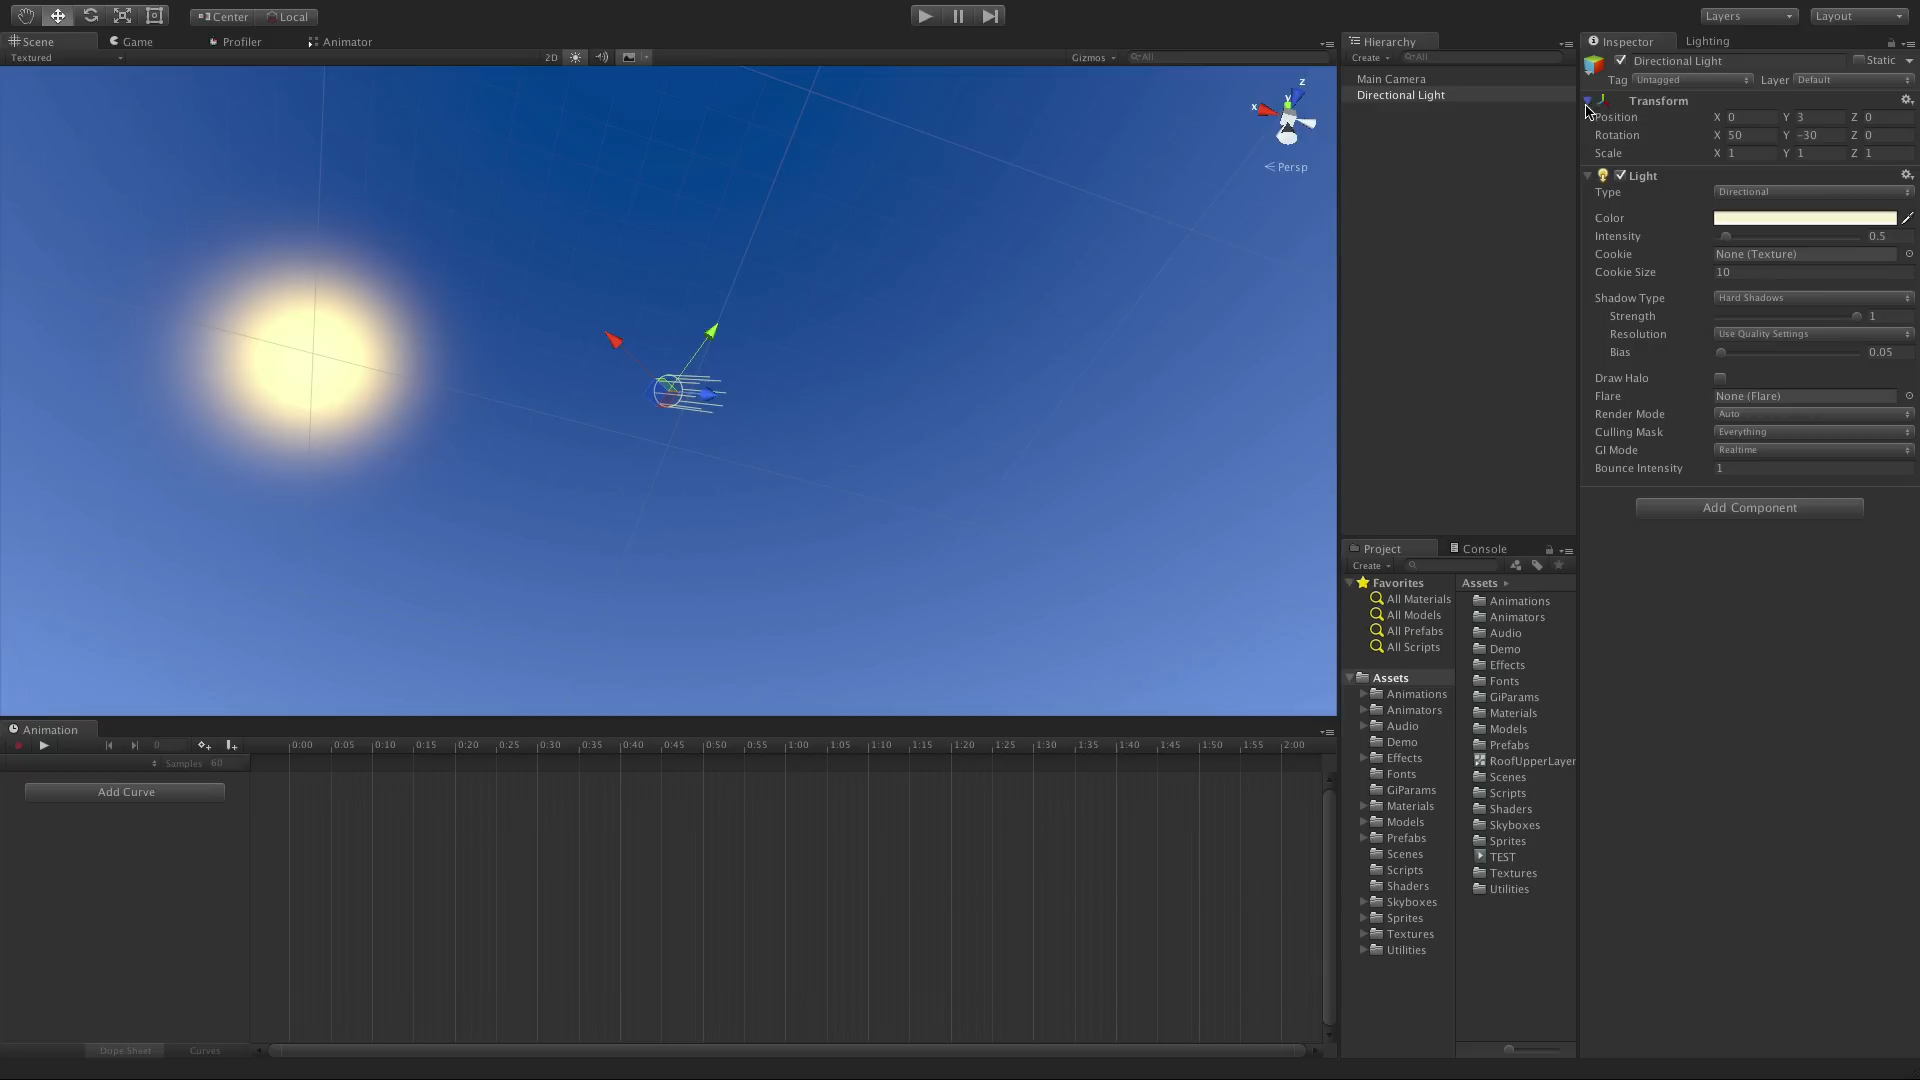 Center
Local
Layers
Layout
Scene
Game
Profiler
Animator
Textured
2D
Gizmos
All
x
y
z
Persp
Hierarchy
Create
All
Main Camera
Directional Light
Inspector
Lighting
Directional Light
Static
Tag Untagged Layer Default
Transform
Position X 0 Y 3 Z 0
Rotation X 50 Y -30 Z 0
Scale X 1 Y 1 Z 1
Light
Type Directional
Color
Intensity 0.5
Cookie None (Texture)
Cookie Size 10
Shadow Type Hard Shadows
Strength 1
Resolution Use Quality Settings
Bias 0.05
Draw Halo
Flare None (Flare)
Render Mode Auto
Culling Mask Everything
GI Mode Realtime
Bounce Intensity 1
Add Component
Project
Console
Create
Favorites
All Materials
All Models
All Prefabs
All Scripts
Assets
Animations
Animators
Audio
Demo
Effects
Fonts
GiParams
Materials
Models
Prefabs
Scenes
Scripts
Shaders
Skyboxes
Sprites
Textures
Utilities
Assets
Animations
Animators
Audio
Demo
Effects
Fonts
GiParams
Materials
Models
Prefabs
RoofUpperLayer
Scenes
Scripts
Shaders
Skyboxes
Sprites
TEST
Textures
Utilities
Animation
0
0:00 0:05 0:10 0:15 0:20 0:25 0:30 0:35 0:40 0:45 0:50 0:55 1:00 1:05 1:10 1:15 1:20 1:25 1:30 1:35 1:40 1:45 1:50 1:55 2:00
Samples 60
Add Curve
Dope Sheet
Curves